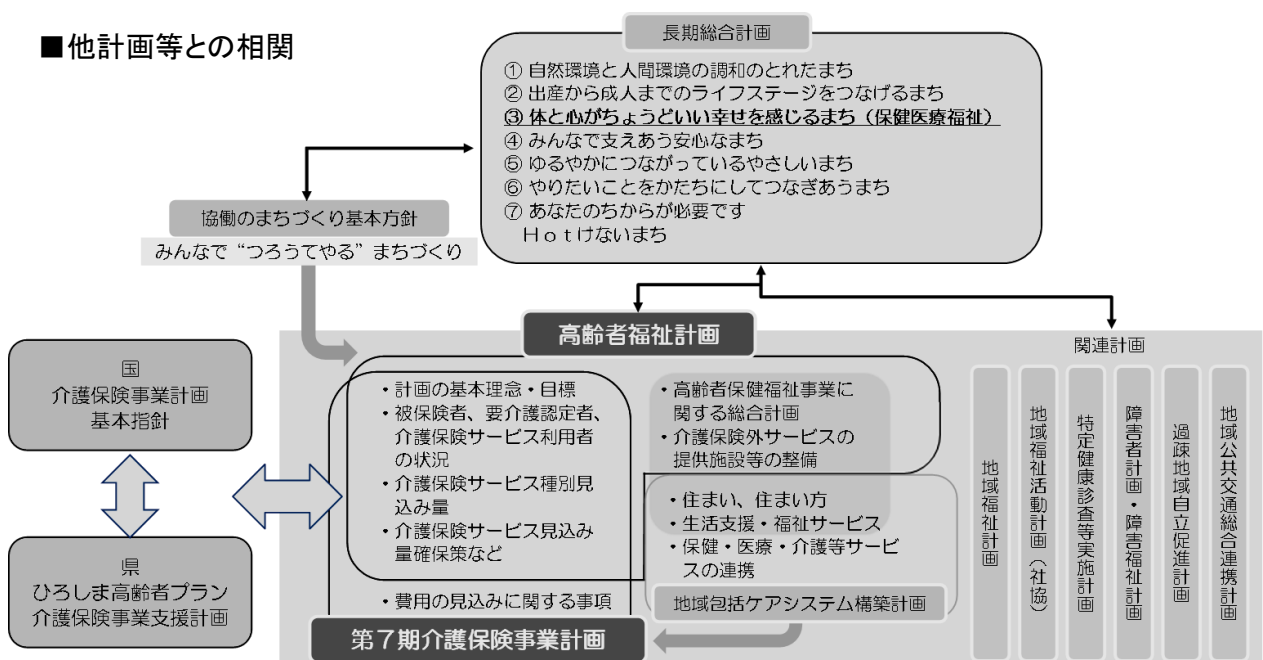 ■他計画等との相関
長期総合計画
① 自然環境と人間環境の調和のとれたまち
② 出産から成人までのライフステージをつなげるまち
③ 体と心がちょうどいい幸せを感じるまち（保健医療福祉）
④ みんなで支えあう安心なまち
⑤ ゆるやかにつながっているやさしいまち
⑥ やりたいことをかたちにしてつなぎあうまち
⑦ あなたのちからが必要です
Ｈｏｔけないまち
協働のまちづくり基本方針
みんなで“つろうてやる”まちづくり
国
介護保険事業計画
基本指針
県
ひろしま高齢者プラン
介護保険事業支援計画
高齢者福祉計画
・計画の基本理念・目標
・被保険者、要介護認定者、
介護保険サービス利用者
の状況
・介護保険サービス種別見
込み量
・介護保険サービス見込み
量確保策など
・費用の見込みに関する事項
第７期介護保険事業計画
・高齢者保健福祉事業に
関する総合計画
・介護保険外サービスの
提供施設等の整備
・住まい、住まい方
・生活支援・福祉サービス
・保健・医療・介護等サービ
スの連携
地域包括ケアシステム構築計画
関連計画
地域福祉計画
地域福祉活動計画（社協）
特定健康診査等実施計画
障害者計画・障害福祉計画
過疎地域自立促進計画
地域公共交通総合連携計画